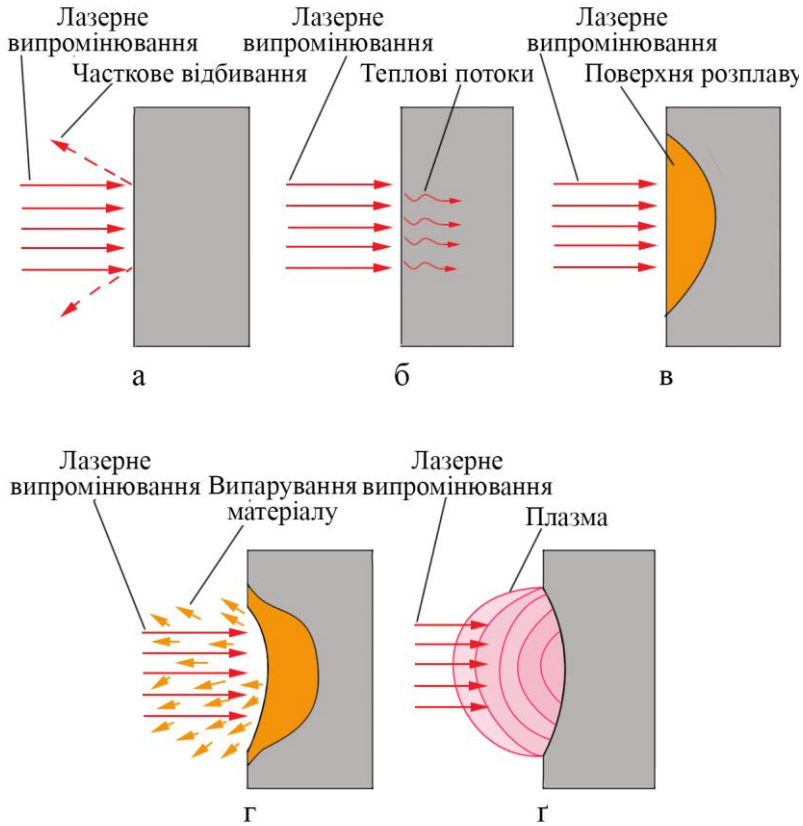 Лазерне
випромінювання
Часткове відбивання
а
Лазерне
випромінювання
Теплові потоки
б
Лазерне
випромінювання
Поверхня розплаву
в
Лазерне
випромінювання
Випарування
матеріалу
г
Лазерне
випромінювання
Плазма
ґ